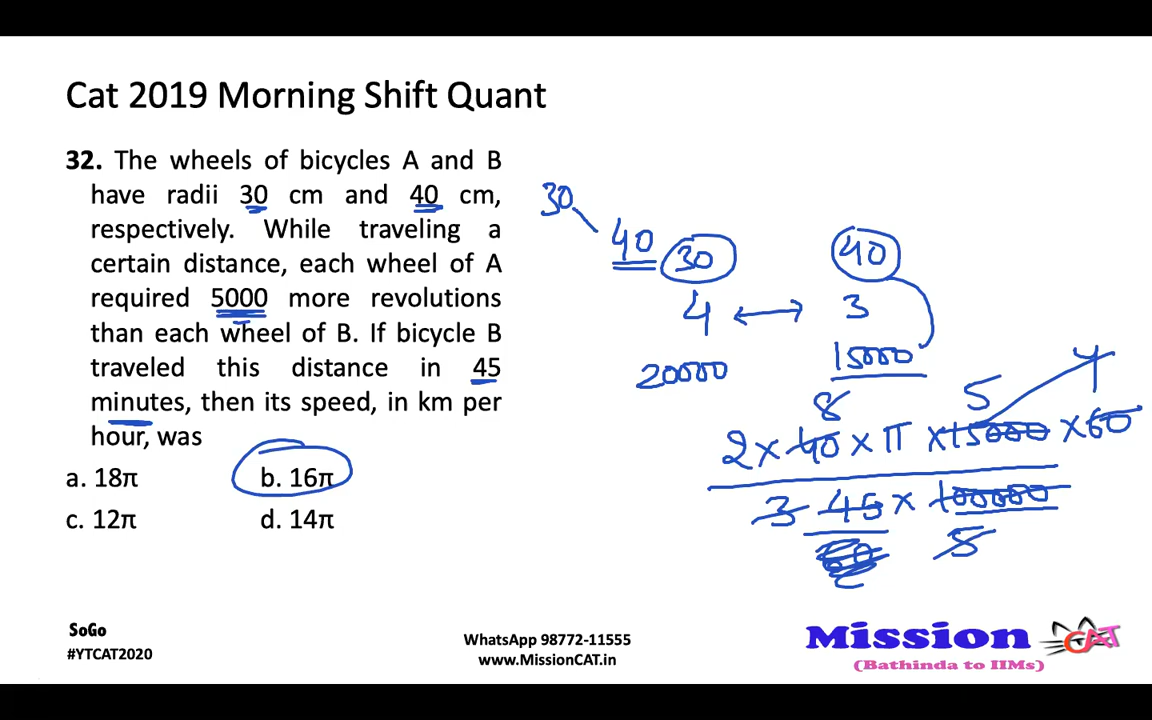 Cat 2019 Morning Shift Quant
32. The wheels of bicycles A and B
have radii 30 cm and 40 cm,
respectively. While traveling a
certain distance, each wheel of A
required 5000 more revolutions
than each wheel of B. If bicycle B
traveled this distance in 45
minutes, then its speed, in km per
hour, was
a. 18π b. 16π
c. 12π d. 14π
30
40 30 40
4 ↔ 3
20000 15000
8 5 4
2 × 40 × π × 15000 × 60
3 45 × 100000
60 5
SoGo
#YTCAT2020
WhatsApp 98772-11555
www.MissionCAT.in
Mission CAT
(Bathinda to IIMs)